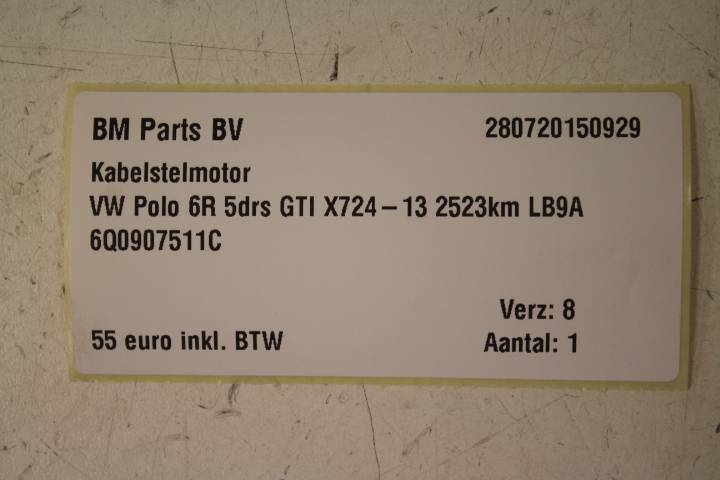 BM Parts BV 280720150929
Kabelstelmotor
VW Polo 6R 5drs GTI X724-13 2523km LB9A
6Q0907511C
Verz: 8
55 euro inkl. BTW Aantal: 1